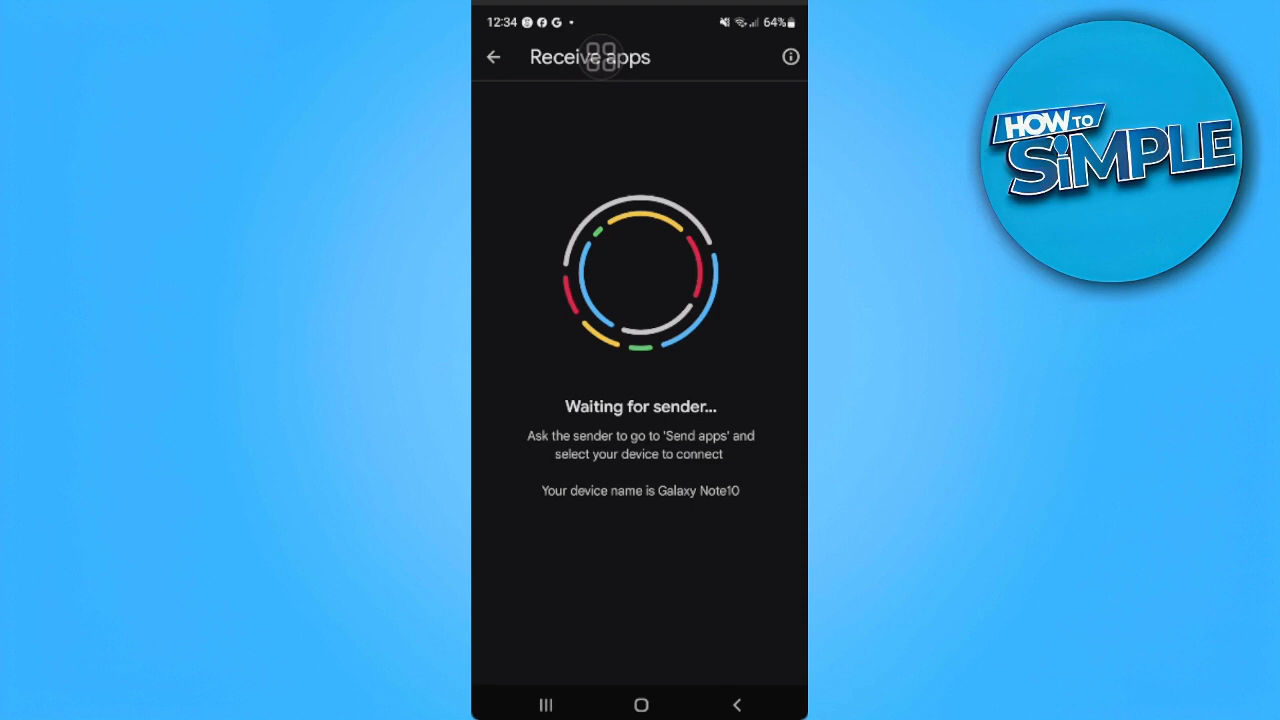 12:34
64%
Receive apps
Waiting for sender...
Ask the sender to go to 'Send apps' and
select your device to connect
Your device name is Galaxy Note10
HOW TO
SiMPLE